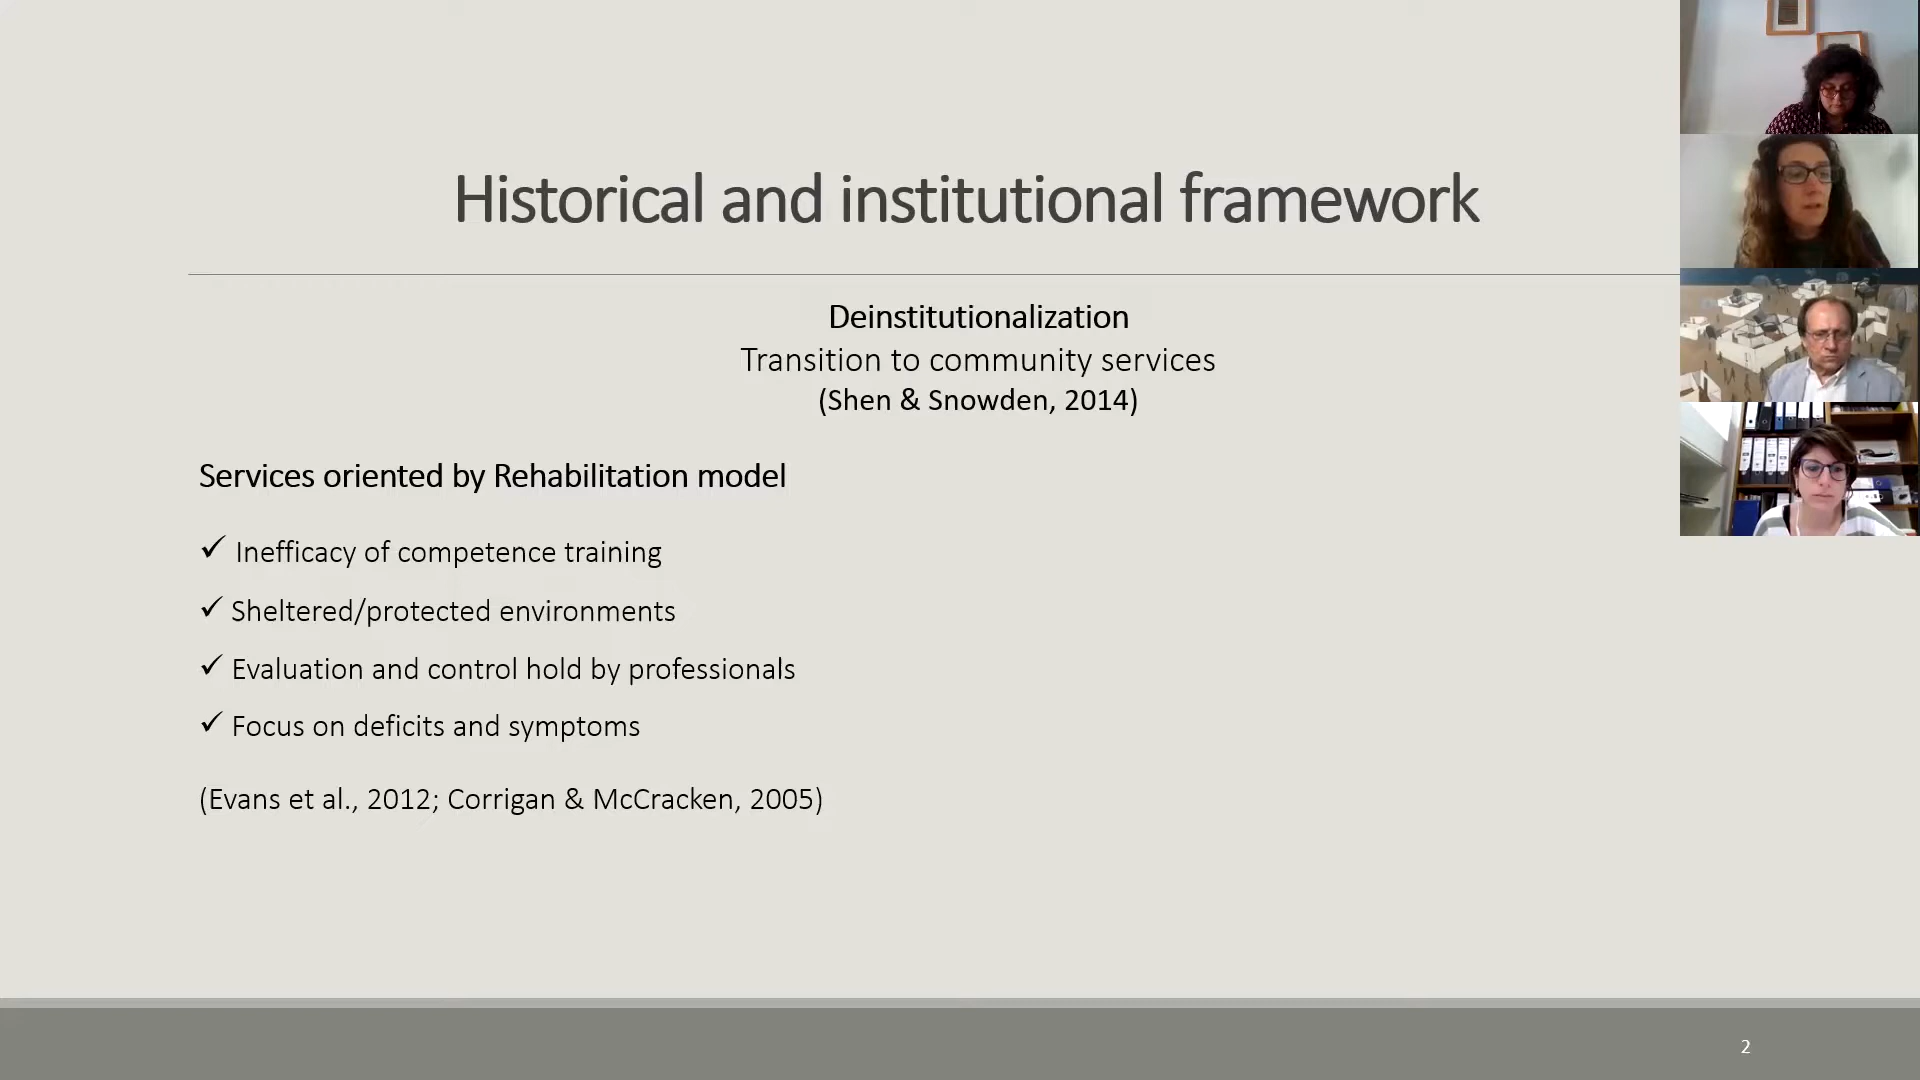 Historical and institutional framework
Deinstitutionalization
Transition to community services
(Shen & Snowden, 2014)
Services oriented by Rehabilitation model
✓ Inefficacy of competence training
✓ Sheltered/protected environments
✓ Evaluation and control hold by professionals
✓ Focus on deficits and symptoms
(Evans et al., 2012; Corrigan & McCracken, 2005)
2